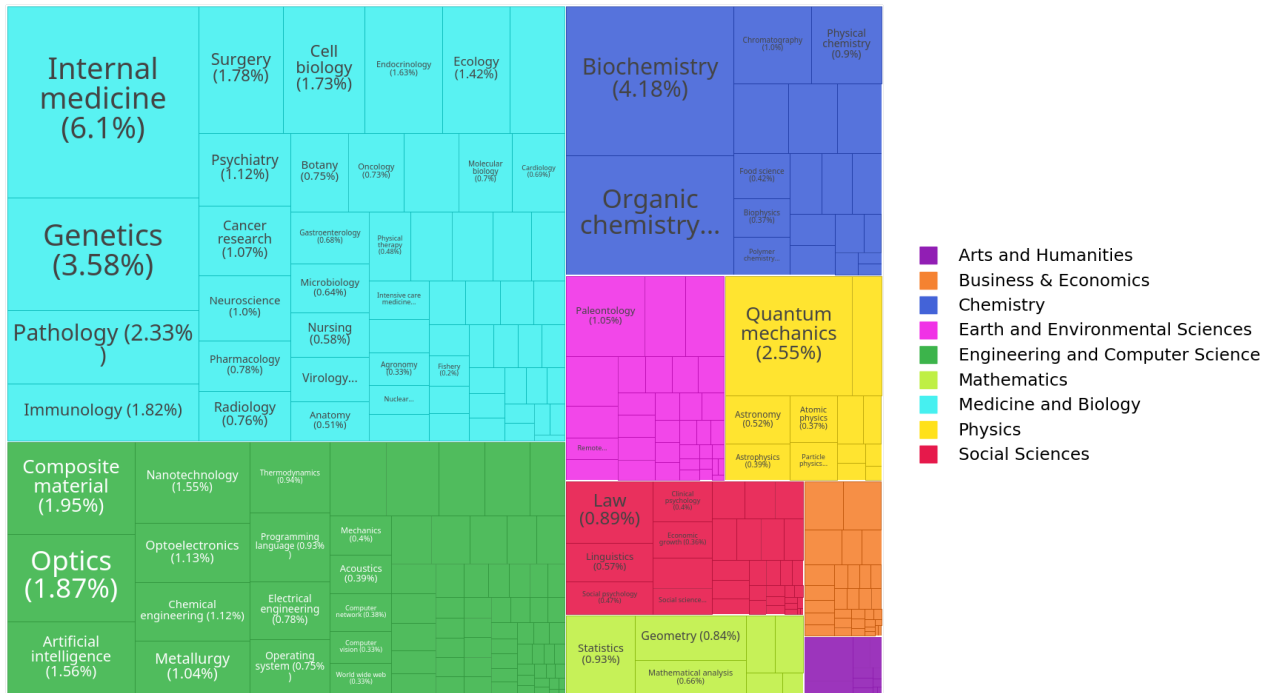 Internal
medicine
(6.1%)
Genetics
(3.58%)
Pathology (2.33%
)
Immunology (1.82%)
Surgery
(1.78%)
Cell
biology
(1.73%)
Endocrinology
(1.63%)
Ecology
(1.42%)
Psychiatry
(1.12%)
Cancer
research
(1.07%)
Neuroscience
(1.0%)
Pharmacology
(0.78%)
Radiology
(0.76%)
Botany
(0.75%)
Oncology
(0.73%)
Molecular
biology
(0.7%)
Cardiology
(0.69%)
Gastroenterology
(0.68%)
Microbiology
(0.64%)
Nursing
(0.58%)
Virology...
Anatomy
(0.51%)
Physical
therapy
(0.48%)
Intensive care
medicine...
Agronomy
(0.33%)
Nuclear...
Fishery
(0.2%)
Biochemistry
(4.18%)
Organic
chemistry...
Chromatography
(1.0%)
Physical
chemistry
(0.9%)
Food science
(0.42%)
Biophysics
(0.37%)
Polymer
chemistry...
Paleontology
(1.05%)
Remote...
Quantum
mechanics
(2.55%)
Astronomy
(0.52%)
Atomic
physics
(0.37%)
Astrophysics
(0.39%)
Particle
physics...
Composite
material
(1.95%)
Optics
(1.87%)
Artificial
intelligence
(1.56%)
Nanotechnology
(1.55%)
Optoelectronics
(1.13%)
Chemical
engineering (1.12%)
Metallurgy
(1.04%)
Thermodynamics
(0.94%)
Programming
language (0.93%
)
Electrical
engineering
(0.78%)
Operating
system (0.75%
)
Mechanics
(0.4%)
Acoustics
(0.39%)
Computer
network (0.38%)
Computer
vision (0.33%)
World wide web
(0.33%)
Law
(0.89%)
Linguistics
(0.57%)
Social psychology
(0.47%)
Clinical
psychology
(0.4%)
Economic
growth (0.36%)
Social science...
Statistics
(0.93%)
Geometry (0.84%)
Mathematical analysis
(0.66%)
Arts and Humanities
Business & Economics
Chemistry
Earth and Environmental Sciences
Engineering and Computer Science
Mathematics
Medicine and Biology
Physics
Social Sciences